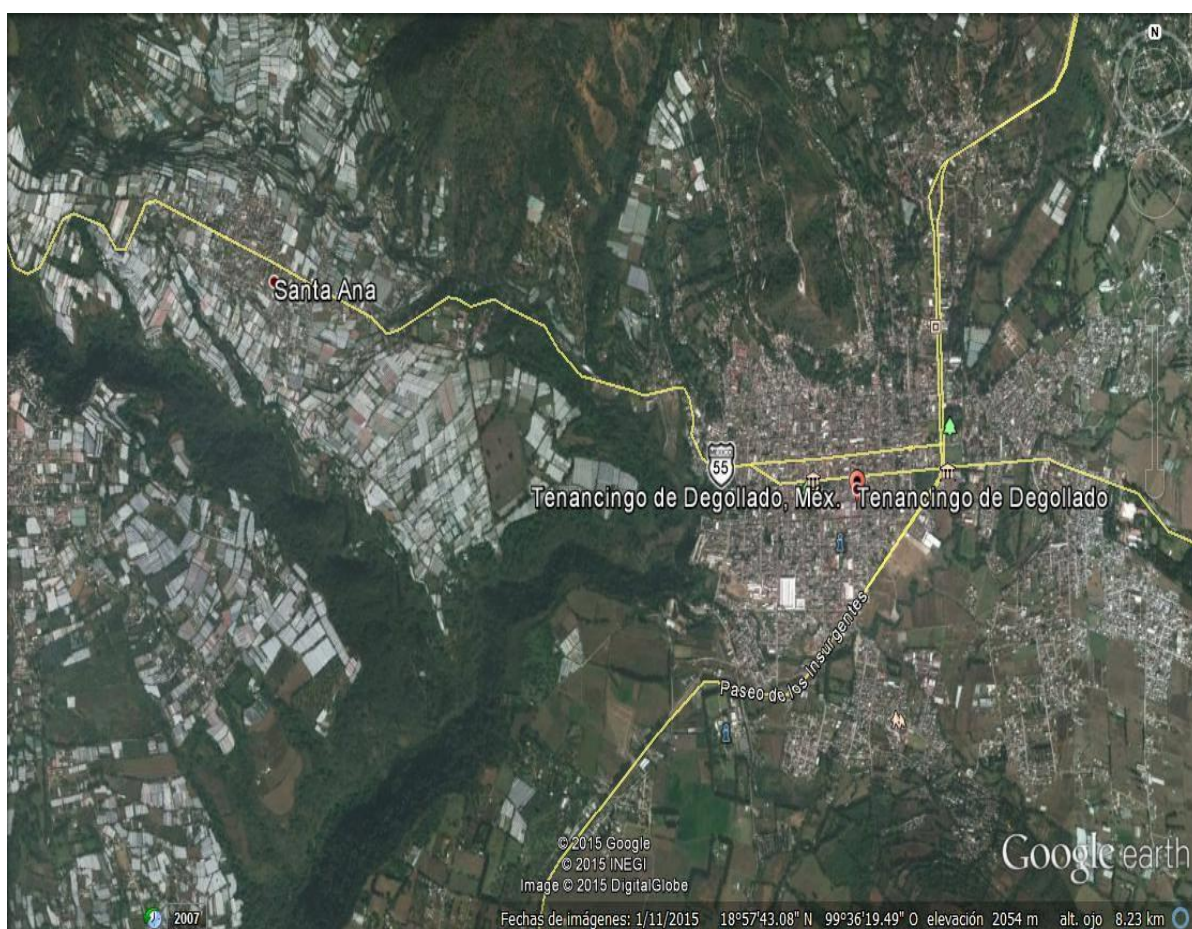 N
Santa Ana
MEXICO
55
Tenancingo de Degollado, Méx.
Tenancingo de Degollado
Paseo de los Insurgentes
© 2015 Google
© 2015 INEGI
Image © 2015 DigitalGlobe
Google earth
2007
Fechas de imágenes: 1/11/2015 18°57'43.08" N 99°36'19.49" O elevación 2054 m alt. ojo 8.23 km